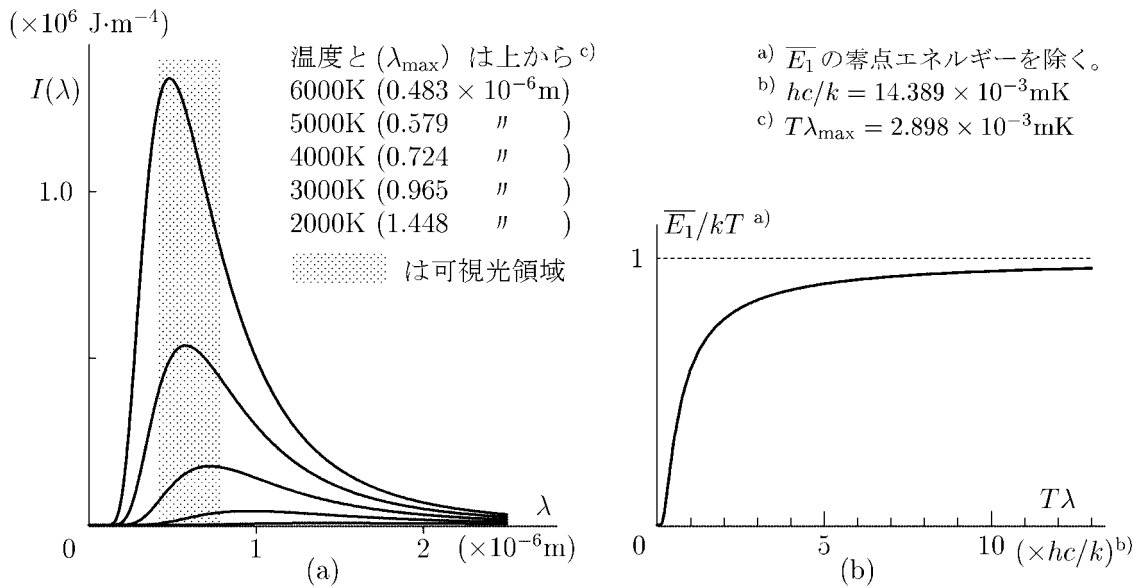 (×10⁶ J·m⁻⁴)
I(λ)
1.0
0
1
2
(×10⁻⁶m)
λ
(a)
温度と (λmax) は上から ᶜ⁾
6000K (0.483 × 10⁻⁶m)
5000K (0.579 〃 )
4000K (0.724 〃 )
3000K (0.965 〃 )
2000K (1.448 〃 )
は可視光領域
ᵃ⁾ E̅₁ の零点エネルギーを除く。
ᵇ⁾ hc/k = 14.389 × 10⁻³mK
ᶜ⁾ Tλmax = 2.898 × 10⁻³mK
E̅₁/kT ᵃ⁾
1
0
5
10
Tλ
(×hc/k)ᵇ⁾
(b)